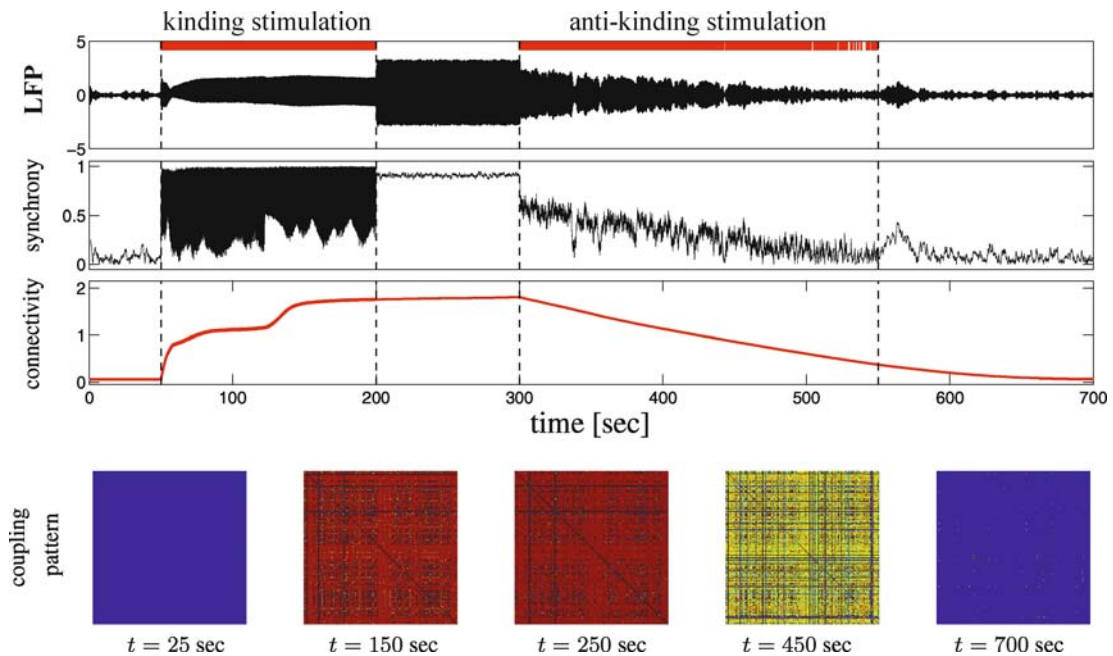 kinding stimulation
anti-kinding stimulation
LFP
5
0
−5
synchrony
1
0.5
0
connectivity
2
1
0
0 100 200 300 400 500 600 700
time [sec]
coupling
pattern
t = 25 sec
t = 150 sec
t = 250 sec
t = 450 sec
t = 700 sec